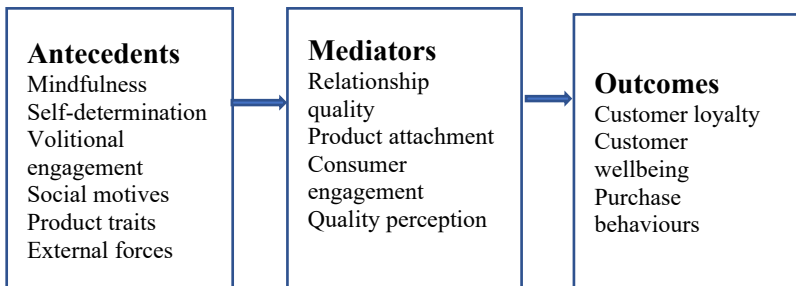 Antecedents
Mindfulness
Self-determination
Volitional
engagement
Social motives
Product traits
External forces
Mediators
Relationship
quality
Product attachment
Consumer
engagement
Quality perception
Outcomes
Customer loyalty
Customer
wellbeing
Purchase
behaviours